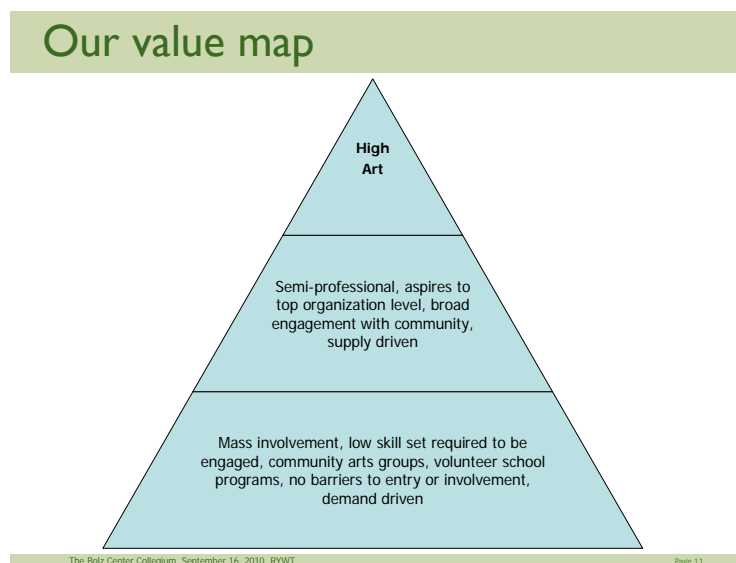 Our value map
High
Art
Semi-professional, aspires to
top organization level, broad
engagement with community,
supply driven
Mass involvement, low skill set required to be
engaged, community arts groups, volunteer school
programs, no barriers to entry or involvement,
demand driven
The Bolz Center Collegium, September 16, 2010, RYWT
Page 11